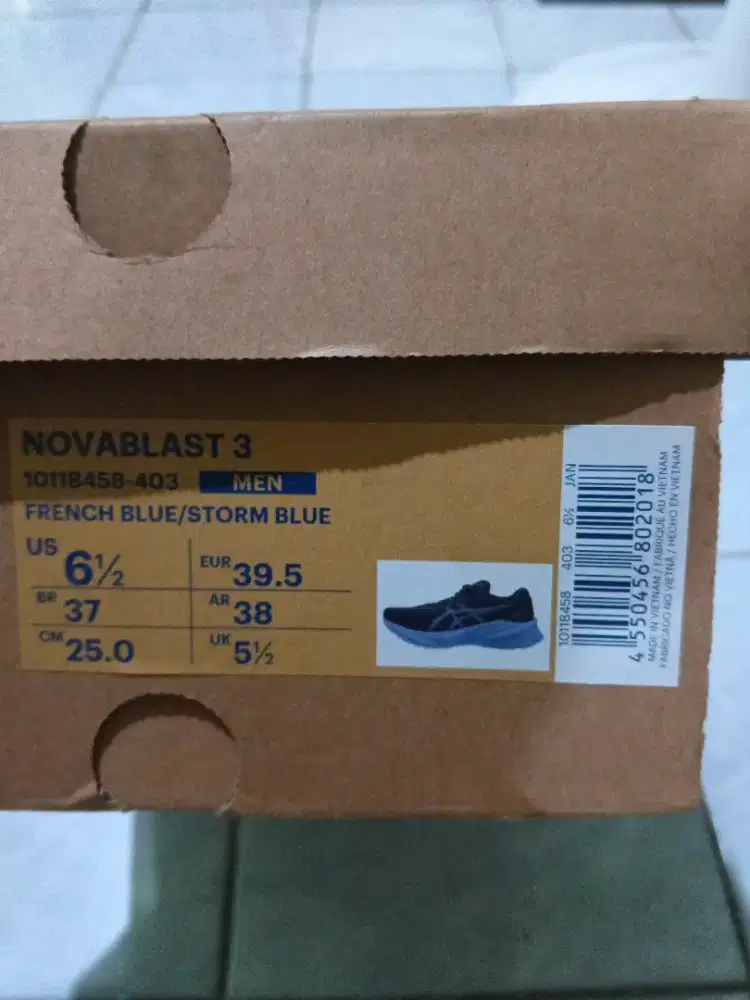 NOVABLAST 3
1011B458-403 MEN
FRENCH BLUE/STORM BLUE
US 6½ EUR 39.5
BR 37 AR 38
CM 25.0 UK 5½
1011B458 403 6½ JAN
4 550456 802018
MADE IN VIETNAM / FABRIQUÉ AU VIETNAM
FABRICADO NO VIETNÃ / HECHO EN VIETNAM